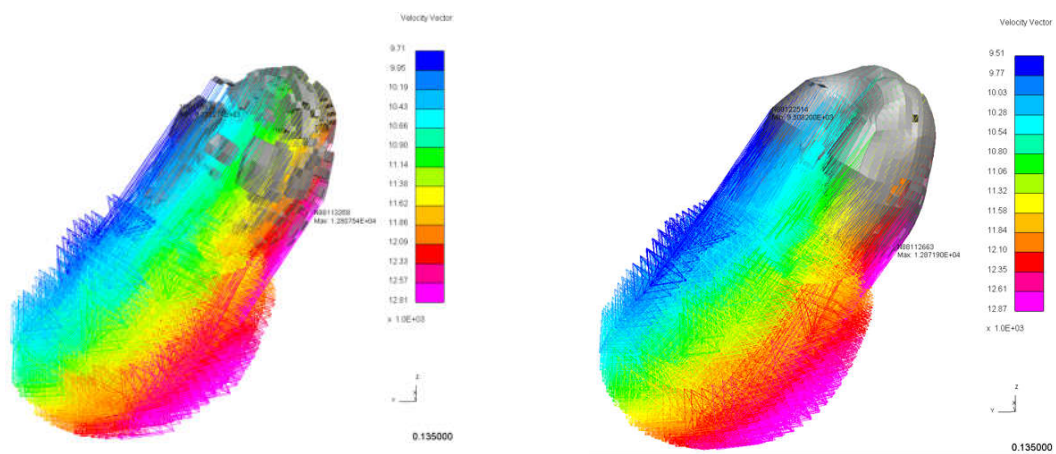 Velocity Vector
9.71
9.95
10.19
10.43
10.66
10.90
11.14
11.38
11.62
11.86
12.09
12.33
12.57
12.81
x 1.0E+03
N88113269
Max 1.280754E+04
Z
Y
X
0.135000
Velocity Vector
9.51
9.77
10.03
10.28
10.54
10.80
11.06
11.32
11.58
11.84
12.10
12.35
12.61
12.87
x 1.0E+03
N88122514
N88112663
Max 1.287190E+04
Z
Y
X
0.135000